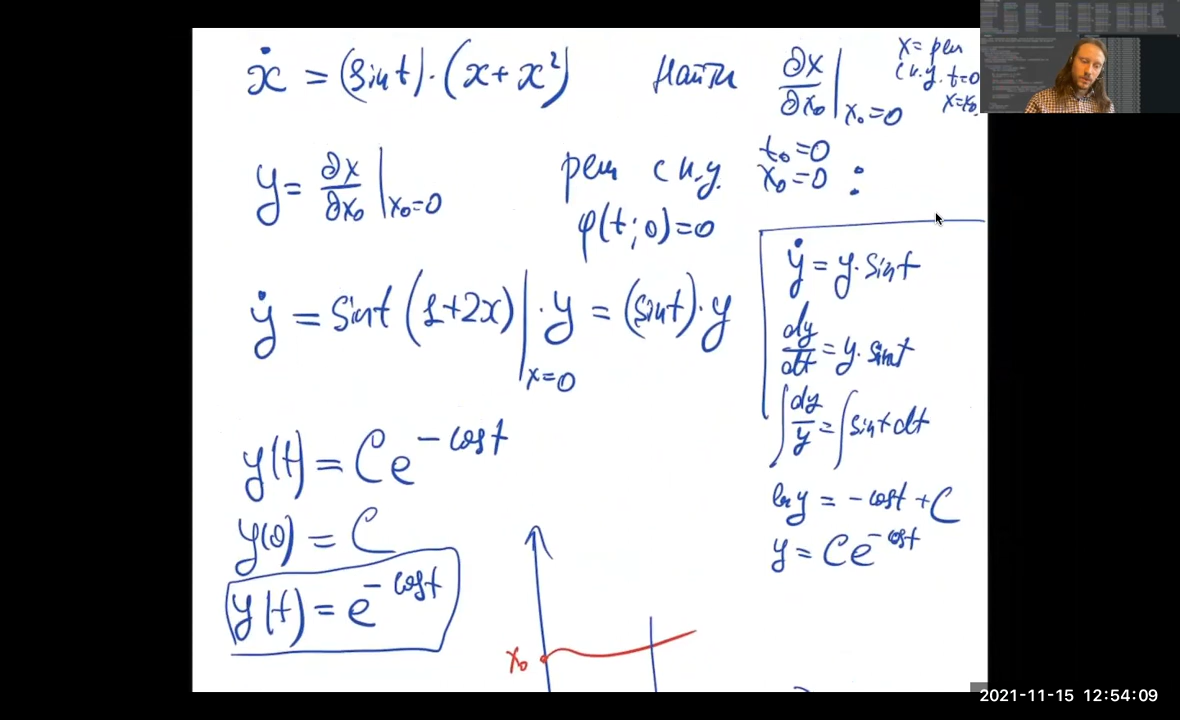 ẋ = (sin t)·(x + x²) Найти ∂x/∂x₀ |ₓ₀₌₀ x = реш с н.у. t=0 x=x₀
y = ∂x/∂x₀ |ₓ₀₌₀ реш с н.у. t₀=0 x₀=0 :
φ(t; 0) = 0
ẏ = sin t (1+2x)|ₓ₌₀ · y = (sin t)·y
y(t) = Ce^(-cos t)
y(0) = C
y(t) = e^(-cos t)
ẏ = y·sin t
dy/dt = y·sin t
∫ dy/y = ∫ sin t dt
ln y = -cos t + C
y = Ce^(-cos t)
x₀
2021-11-15 12:54:09